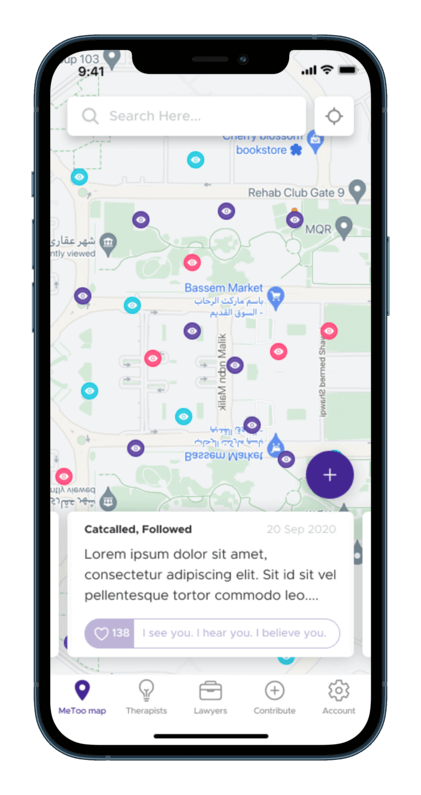 up 103
9:41
Search Here...
Cherry blossom
bookstore
Rehab Club Gate 9
MQR
شهر عقاري
ntly viewed
Bassem Market
باسم ماركت الرحاب
- السوق القديم
Malik
Bassem Market
ntly viewed
Catcalled, Followed
20 Sep 2020
Lorem ipsum dolor sit amet,
consectetur adipiscing elit. Sit id sit vel
pellentesque tortor commodo leo....
138
I see you. I hear you. I believe you.
MeToo map
Therapists
Lawyers
Contribute
Account